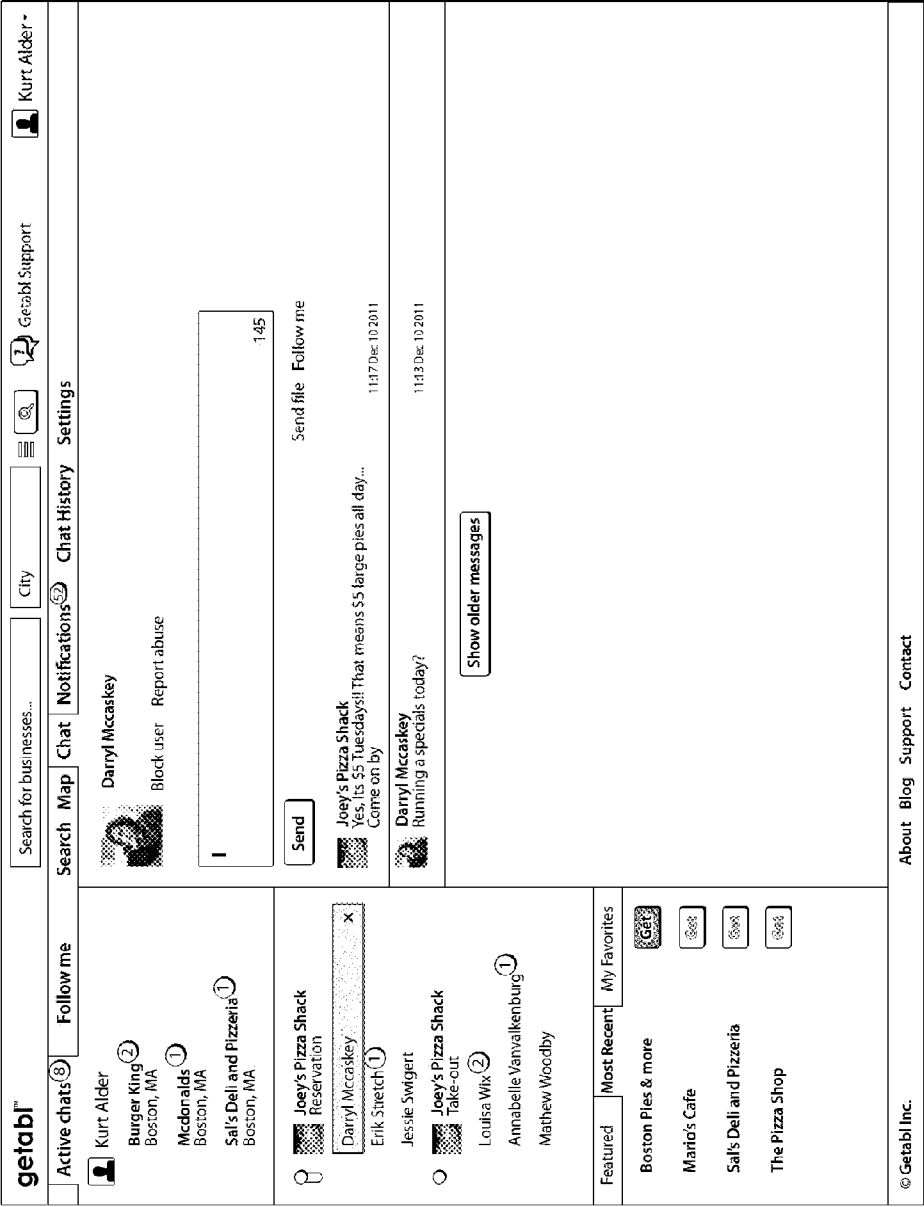 getabl™
Search for businesses...
City
Getabl Support
Kurt Alder
Active chats 8
Follow me
Search Map Chat Notifications 52 Chat History Settings
Kurt Alder
Burger King 2
Boston, MA
Mcdonalds 1
Boston, MA
Sal's Deli and Pizzeria 1
Boston, MA
Joey's Pizza Shack
Reservation
Darryl Mccaskey x
Erik Stretch 1
Jessie Swigert
Joey's Pizza Shack
Take-out
Louisa Wix 2
Annabelle Vanvalkenburg 1
Mathew Woodby
Featured Most Recent My Favorites
Boston Pies & more Get
Mario's Cafe Get
Sal's Deli and Pizzeria Get
The Pizza Shop Get
Darryl Mccaskey
Block user Report abuse
145
Send
Send file Follow me
Joey's Pizza Shack
Yes, Its $5 Tuesdays!! That means $5 large pies all day...
Come on by
11:17 Dec 10 2011
Darryl Mccaskey
Running a specials today?
11:13 Dec 10 2011
Show older messages
© Getabl Inc.
About Blog Support Contact